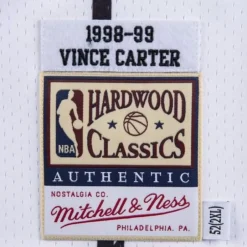 1998-99
VINCE CARTER
NBA
HARDWOOD
CLASSICS
AUTHENTIC
NOSTALGIA CO.
Mitchell & Ness
PHILADELPHIA, PA.
52(2XL)